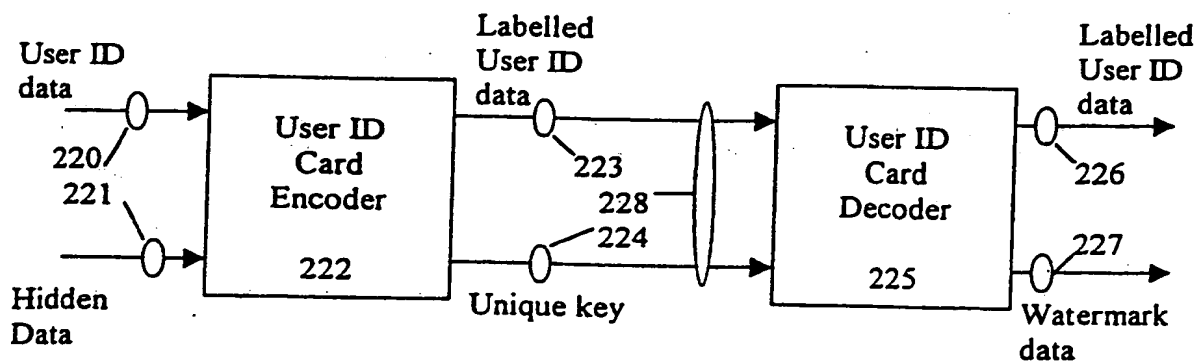 User ID
data
220
221
Hidden
Data
User ID
Card
Encoder
222
Labelled
User ID
data
223
228
224
Unique key
User ID
Card
Decoder
225
Labelled
User ID
data
226
227
Watermark
data